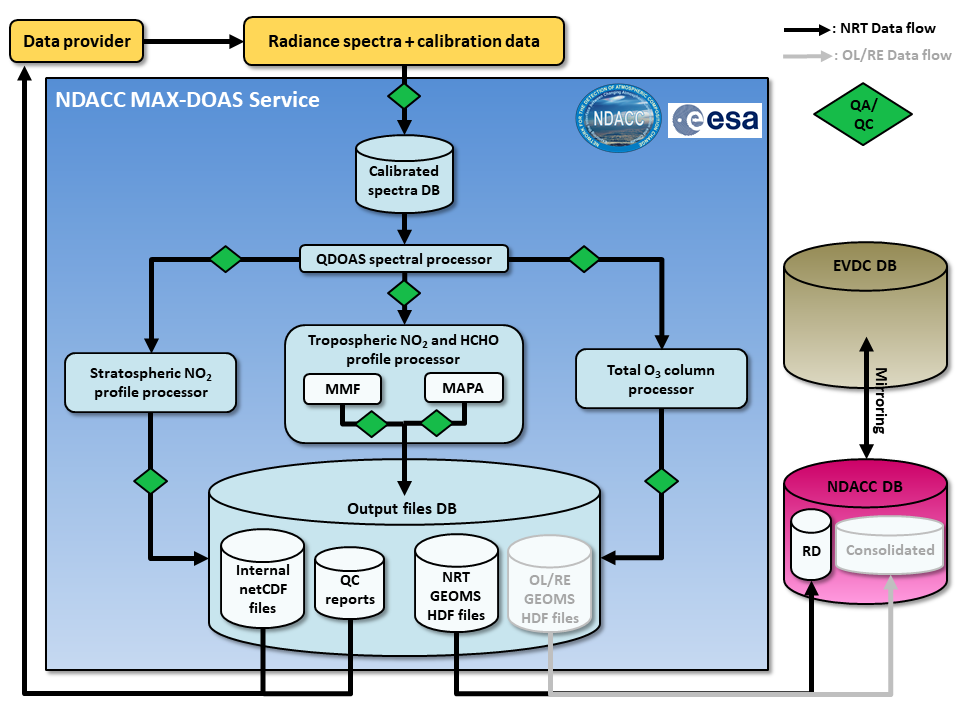 Data provider
Radiance spectra + calibration data
: NRT Data flow
: OL/RE Data flow
NDACC MAX-DOAS Service
NDACC
esa
QA/
QC
Calibrated
spectra DB
QDOAS spectral processor
EVDC DB
Stratospheric NO₂
profile processor
Tropospheric NO₂ and HCHO
profile processor
MMF
MAPA
Total O₃ column
processor
Mirroring
Output files DB
Internal
netCDF
files
QC
reports
NRT
GEOMS
HDF files
OL/RE
GEOMS
HDF files
NDACC DB
RD
Consolidated